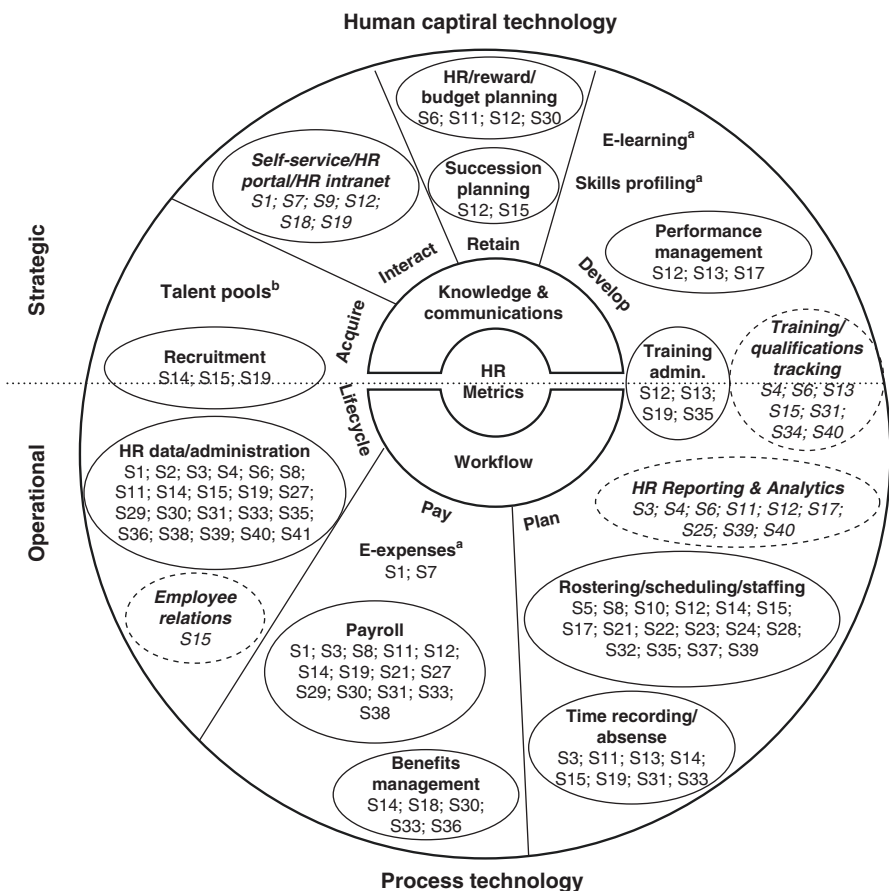 Human captiral technology
HR/reward/
budget planning
S6; S11; S12; S30
Succession
planning
S12; S15
Retain
Self-service/HR
portal/HR intranet
S1; S7; S9; S12;
S18; S19
Interact
E-learningᵃ
Skills profilingᵃ
Performance
management
S12; S13; S17
Develop
Training
admin.
S12; S13;
S19; S35
Training/
qualifications
tracking
S4; S6; S13
S15; S31;
S34; S40
Strategic
Talent poolsᵇ
Acquire
Recruitment
S14; S15; S19
Knowledge &
communications
HR
Metrics
Workflow
Operational
Lifecycle
HR data/administration
S1; S2; S3; S4; S6; S8;
S11; S14; S15; S19; S27;
S29; S30; S31; S33; S35;
S36; S38; S39; S40; S41
Employee
relations
S15
Pay
E-expensesᵃ
S1; S7
Payroll
S1; S3; S8; S11; S12;
S14; S19; S21; S27
S29; S30; S31; S33;
S38
Benefits
management
S14; S18; S30;
S33; S36
Plan
HR Reporting & Analytics
S3; S4; S6; S11; S12; S17;
S25; S39; S40
Rostering/scheduling/staffing
S5; S8; S10; S12; S14; S15;
S17; S21; S22; S23; S24; S28;
S32; S35; S37; S39
Time recording/
absense
S3; S11; S13; S14;
S15; S19; S31; S33
Process technology